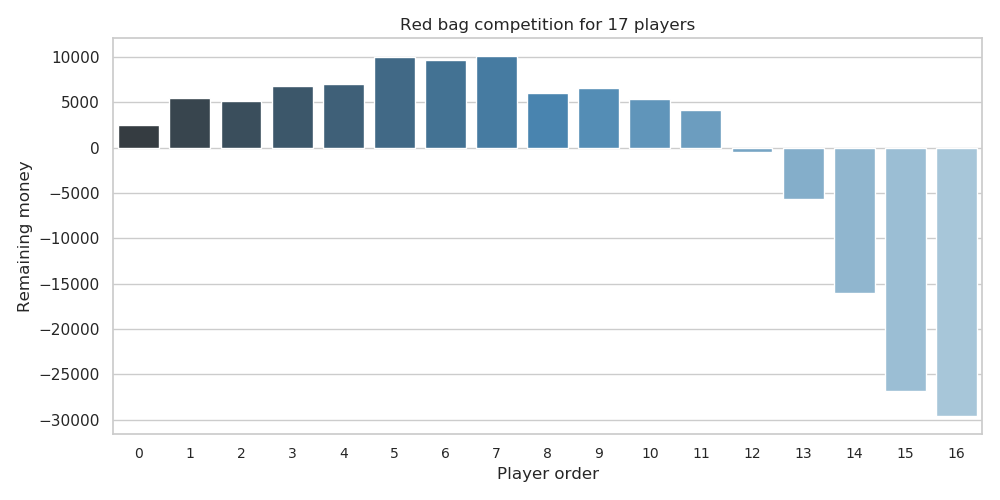 Red bag competition for 17 players
Remaining money
10000
5000
0
−5000
−10000
−15000
−20000
−25000
−30000
0 1 2 3 4 5 6 7 8 9 10 11 12 13 14 15 16
Player order